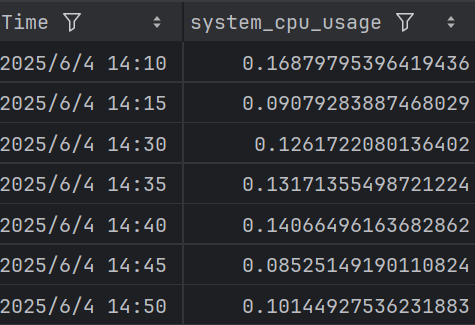 Time system_cpu_usage
2025/6/4 14:10 0.16879795396419436
2025/6/4 14:15 0.09079283887468029
2025/6/4 14:30 0.1261722080136402
2025/6/4 14:35 0.13171355498721224
2025/6/4 14:40 0.14066496163682862
2025/6/4 14:45 0.08525149190110824
2025/6/4 14:50 0.10144927536231883